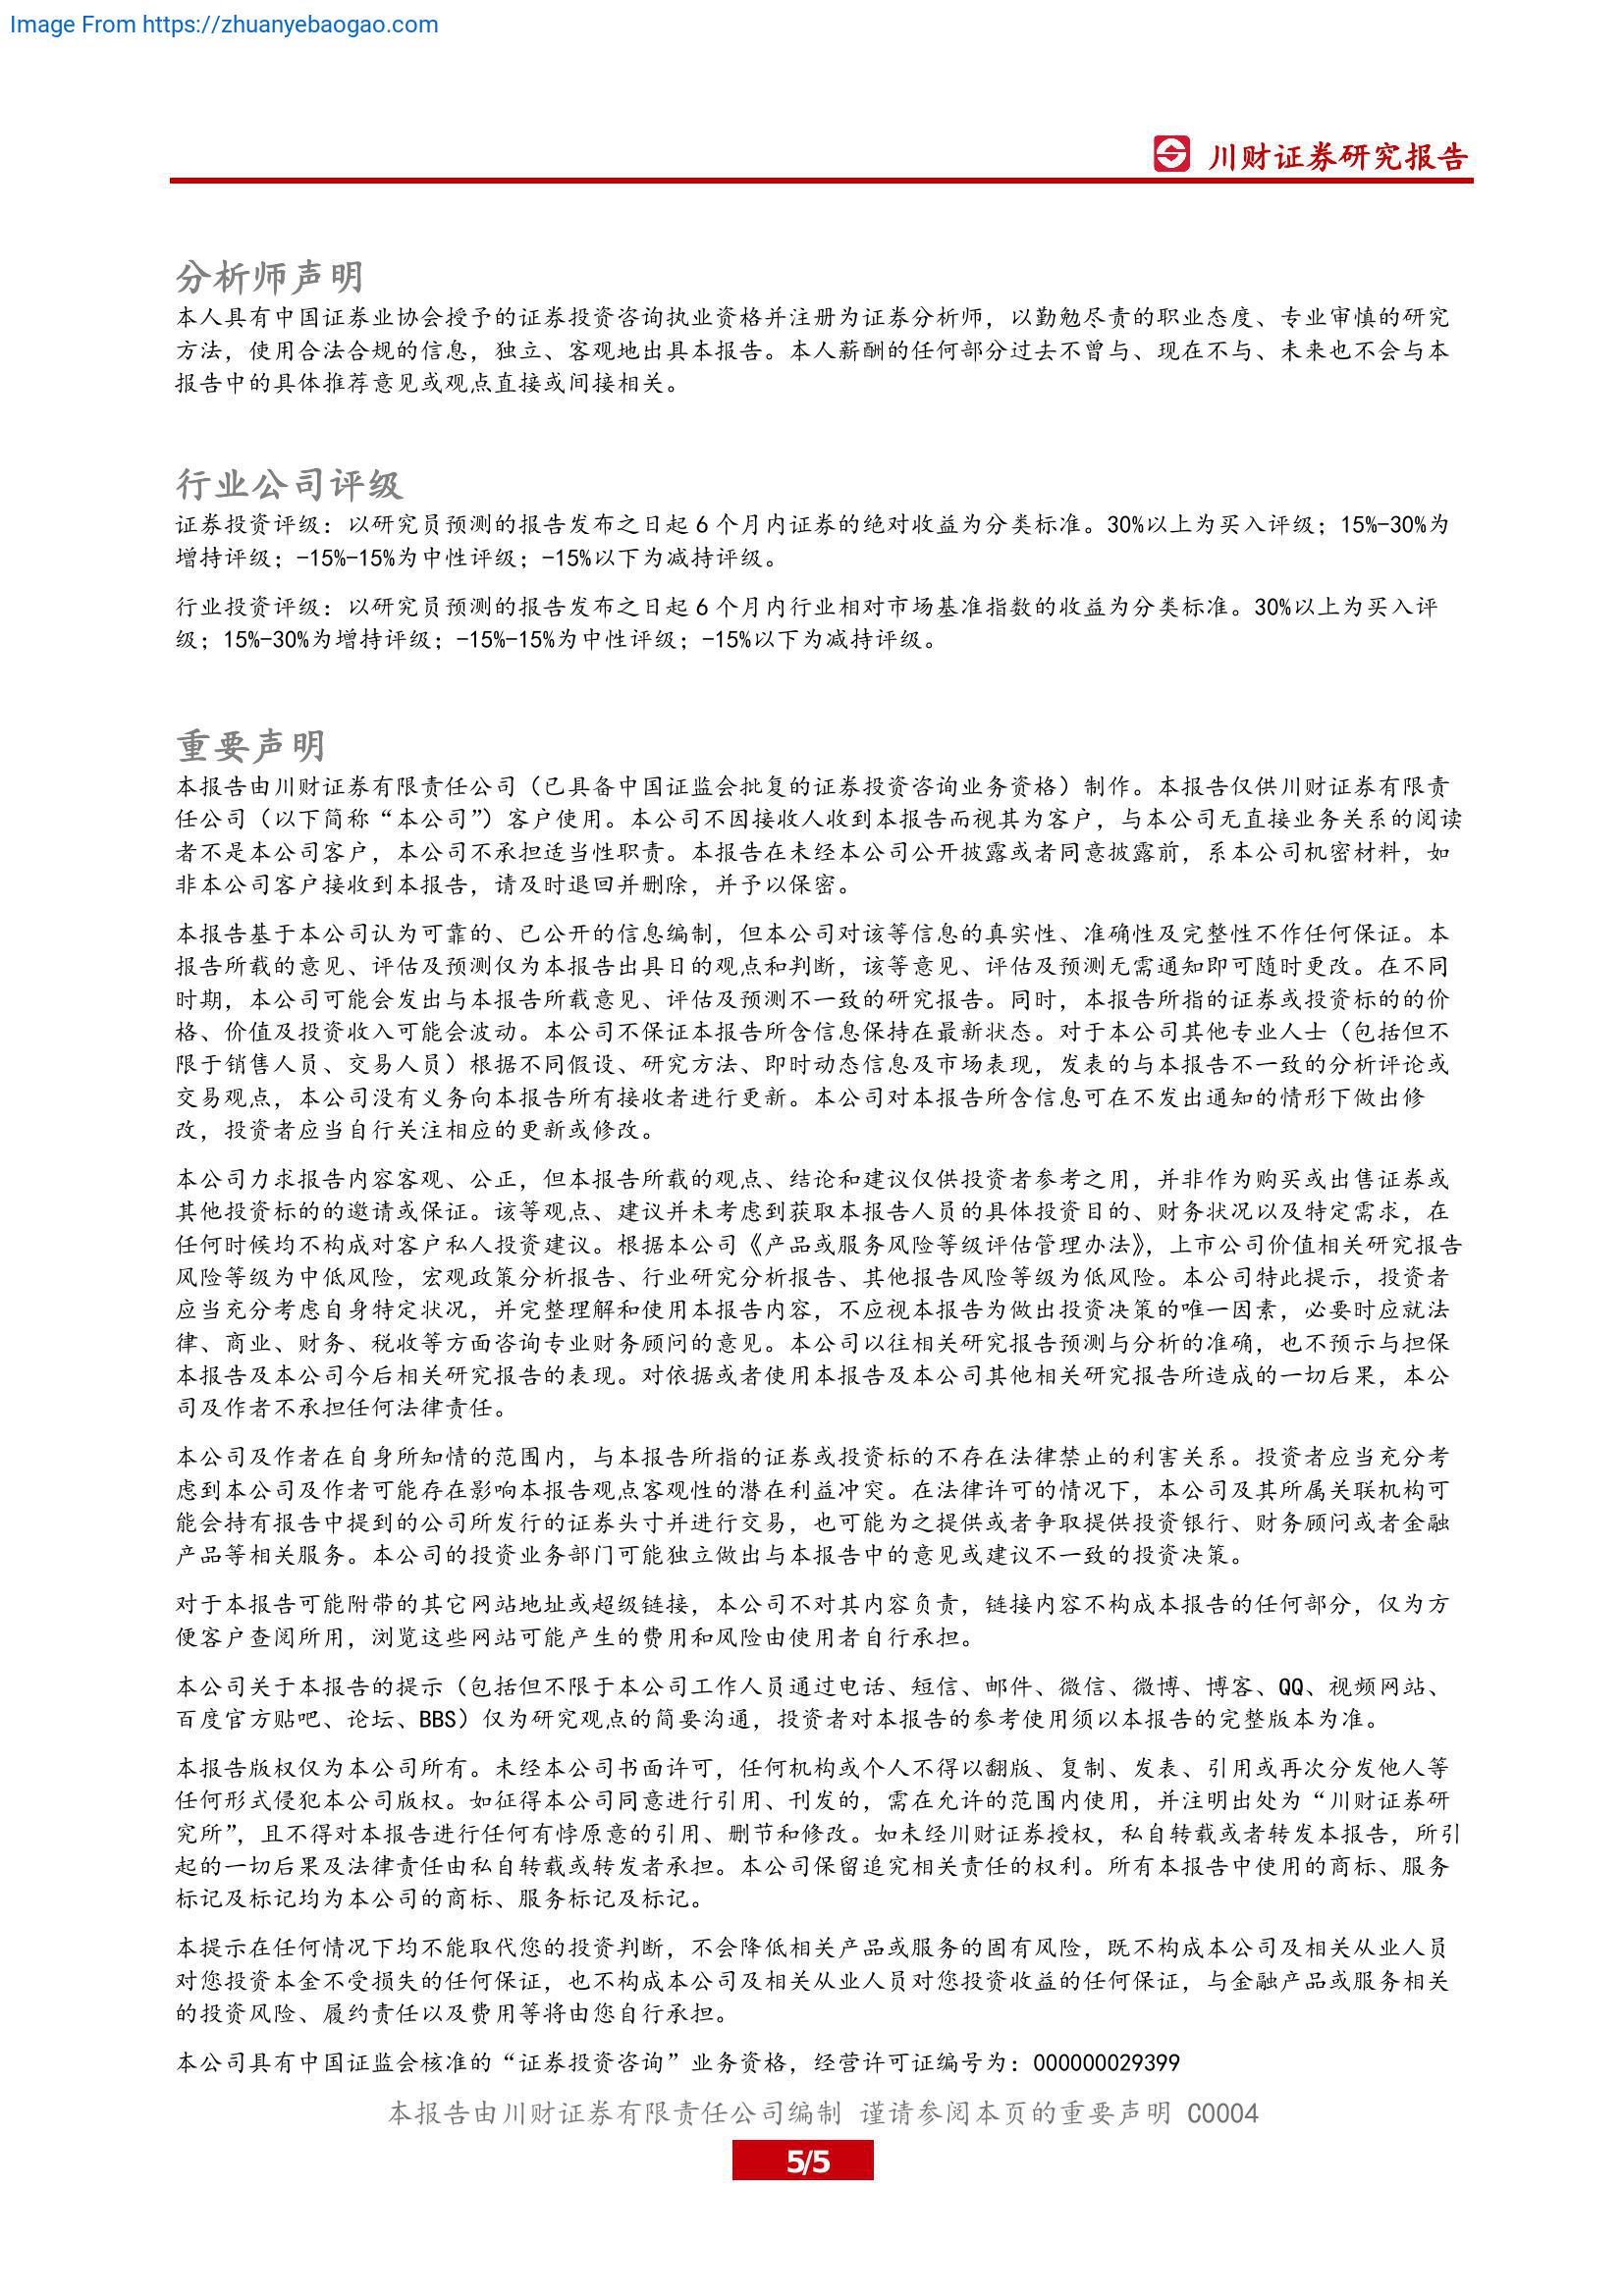 Image From https://zhuanyebaogao.com
川财证券研究报告
分析师声明
本人具有中国证券业协会授予的证券投资咨询执业资格并注册为证券分析师，以勤勉尽责的职业态度、专业审慎的研究
方法，使用合法合规的信息，独立、客观地出具本报告。本人薪酬的任何部分过去不曾与、现在不与、未来也不会与本
报告中的具体推荐意见或观点直接或间接相关。
行业公司评级
证券投资评级：以研究员预测的报告发布之日起 6 个月内证券的绝对收益为分类标准。30%以上为买入评级；15%-30%为
增持评级；-15%-15%为中性评级；-15%以下为减持评级。
行业投资评级：以研究员预测的报告发布之日起 6 个月内行业相对市场基准指数的收益为分类标准。30%以上为买入评
级；15%-30%为增持评级；-15%-15%为中性评级；-15%以下为减持评级。
重要声明
本报告由川财证券有限责任公司（已具备中国证监会批复的证券投资咨询业务资格）制作。本报告仅供川财证券有限责
任公司（以下简称“本公司”）客户使用。本公司不因接收人收到本报告而视其为客户，与本公司无直接业务关系的阅读
者不是本公司客户，本公司不承担适当性职责。本报告在未经本公司公开披露或者同意披露前，系本公司机密材料，如
非本公司客户接收到本报告，请及时退回并删除，并予以保密。
本报告基于本公司认为可靠的、已公开的信息编制，但本公司对该等信息的真实性、准确性及完整性不作任何保证。本
报告所载的意见、评估及预测仅为本报告出具日的观点和判断，该等意见、评估及预测无需通知即可随时更改。在不同
时期，本公司可能会发出与本报告所载意见、评估及预测不一致的研究报告。同时，本报告所指的证券或投资标的的价
格、价值及投资收入可能会波动。本公司不保证本报告所含信息保持在最新状态。对于本公司其他专业人士（包括但不
限于销售人员、交易人员）根据不同假设、研究方法、即时动态信息及市场表现，发表的与本报告不一致的分析评论或
交易观点，本公司没有义务向本报告所有接收者进行更新。本公司对本报告所含信息可在不发出通知的情形下做出修
改，投资者应当自行关注相应的更新或修改。
本公司力求报告内容客观、公正，但本报告所载的观点、结论和建议仅供投资者参考之用，并非作为购买或出售证券或
其他投资标的的邀请或保证。该等观点、建议并未考虑到获取本报告人员的具体投资目的、财务状况以及特定需求，在
任何时候均不构成对客户私人投资建议。根据本公司《产品或服务风险等级评估管理办法》，上市公司价值相关研究报告
风险等级为中低风险，宏观政策分析报告、行业研究分析报告、其他报告风险等级为低风险。本公司特此提示，投资者
应当充分考虑自身特定状况，并完整理解和使用本报告内容，不应视本报告为做出投资决策的唯一因素，必要时应就法
律、商业、财务、税收等方面咨询专业财务顾问的意见。本公司以往相关研究报告预测与分析的准确，也不预示与担保
本报告及本公司今后相关研究报告的表现。对依据或者使用本报告及本公司其他相关研究报告所造成的一切后果，本公
司及作者不承担任何法律责任。
本公司及作者在自身所知情的范围内，与本报告所指的证券或投资标的不存在法律禁止的利害关系。投资者应当充分考
虑到本公司及作者可能存在影响本报告观点客观性的潜在利益冲突。在法律许可的情况下，本公司及其所属关联机构可
能会持有报告中提到的公司所发行的证券头寸并进行交易，也可能为之提供或者争取提供投资银行、财务顾问或者金融
产品等相关服务。本公司的投资业务部门可能独立做出与本报告中的意见或建议不一致的投资决策。
对于本报告可能附带的其它网站地址或超级链接，本公司不对其内容负责，链接内容不构成本报告的任何部分，仅为方
便客户查阅所用，浏览这些网站可能产生的费用和风险由使用者自行承担。
本公司关于本报告的提示（包括但不限于本公司工作人员通过电话、短信、邮件、微信、微博、博客、QQ、视频网站、
百度官方贴吧、论坛、BBS）仅为研究观点的简要沟通，投资者对本报告的参考使用须以本报告的完整版本为准。
本报告版权仅为本公司所有。未经本公司书面许可，任何机构或个人不得以翻版、复制、发表、引用或再次分发他人等
任何形式侵犯本公司版权。如征得本公司同意进行引用、刊发的，需在允许的范围内使用，并注明出处为“川财证券研
究所”，且不得对本报告进行任何有悖原意的引用、删节和修改。如未经川财证券授权，私自转载或者转发本报告，所引
起的一切后果及法律责任由私自转载或转发者承担。本公司保留追究相关责任的权利。所有本报告中使用的商标、服务
标记及标记均为本公司的商标、服务标记及标记。
本提示在任何情况下均不能取代您的投资判断，不会降低相关产品或服务的固有风险，既不构成本公司及相关从业人员
对您投资本金不受损失的任何保证，也不构成本公司及相关从业人员对您投资收益的任何保证，与金融产品或服务相关
的投资风险、履约责任以及费用等将由您自行承担。
本公司具有中国证监会核准的“证券投资咨询”业务资格，经营许可证编号为：000000029399
本报告由川财证券有限责任公司编制 谨请参阅本页的重要声明 C0004
5/5